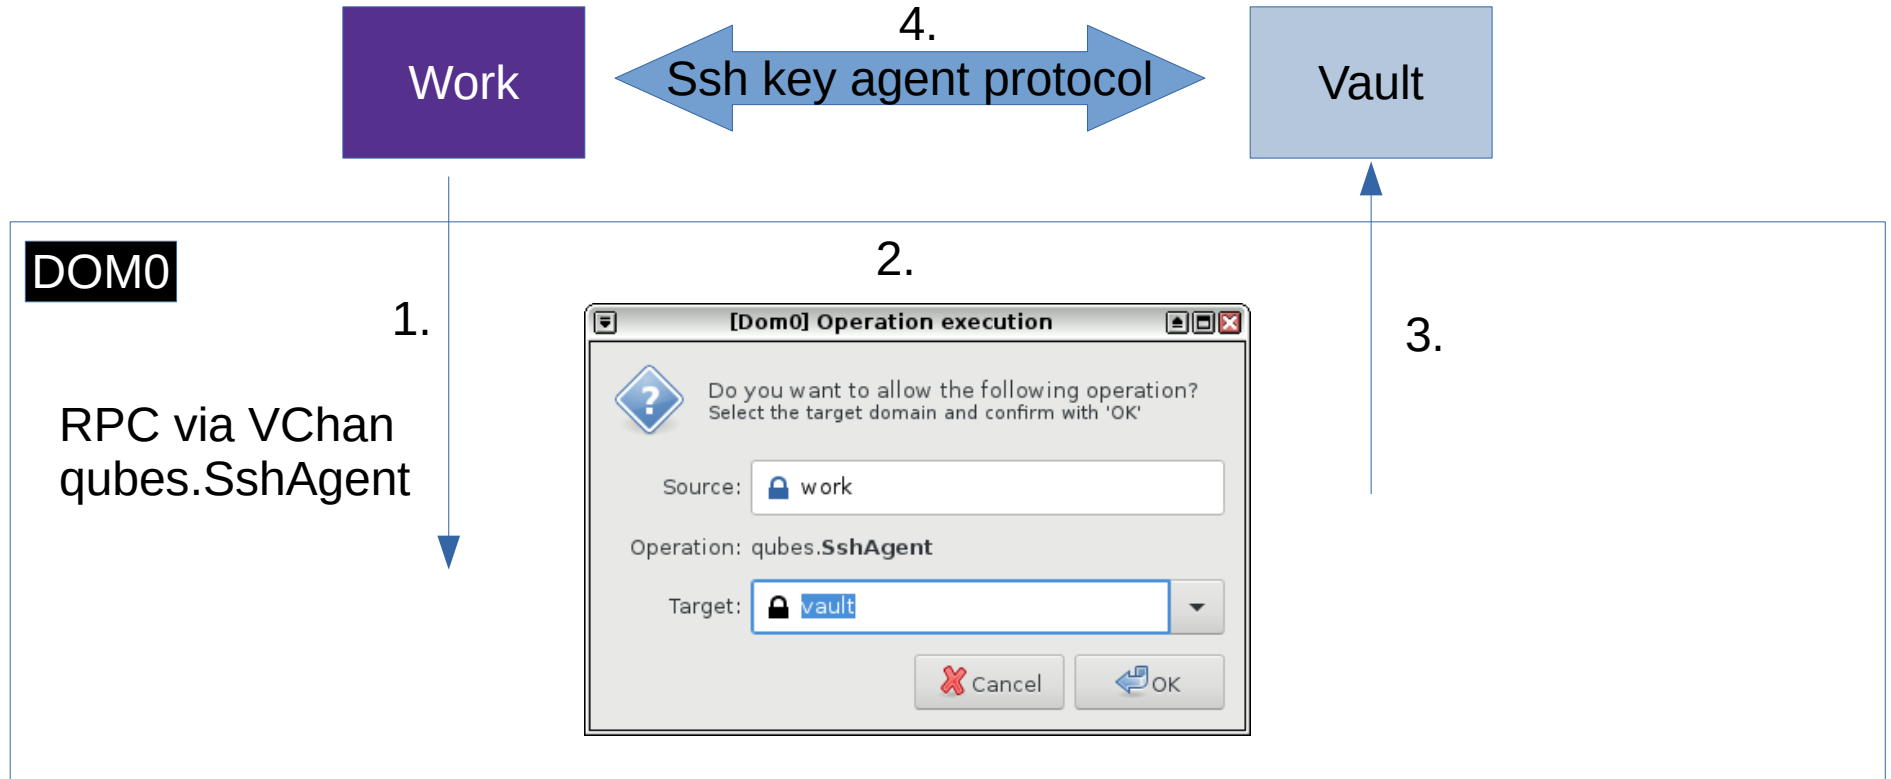 4.
Work
Ssh key agent protocol
Vault
DOM0
2.
1.
3.
RPC via VChan
qubes.SshAgent
[Dom0] Operation execution
Do you want to allow the following operation?
Select the target domain and confirm with 'OK'
Source: work
Operation: qubes.SshAgent
Target: vault
Cancel OK